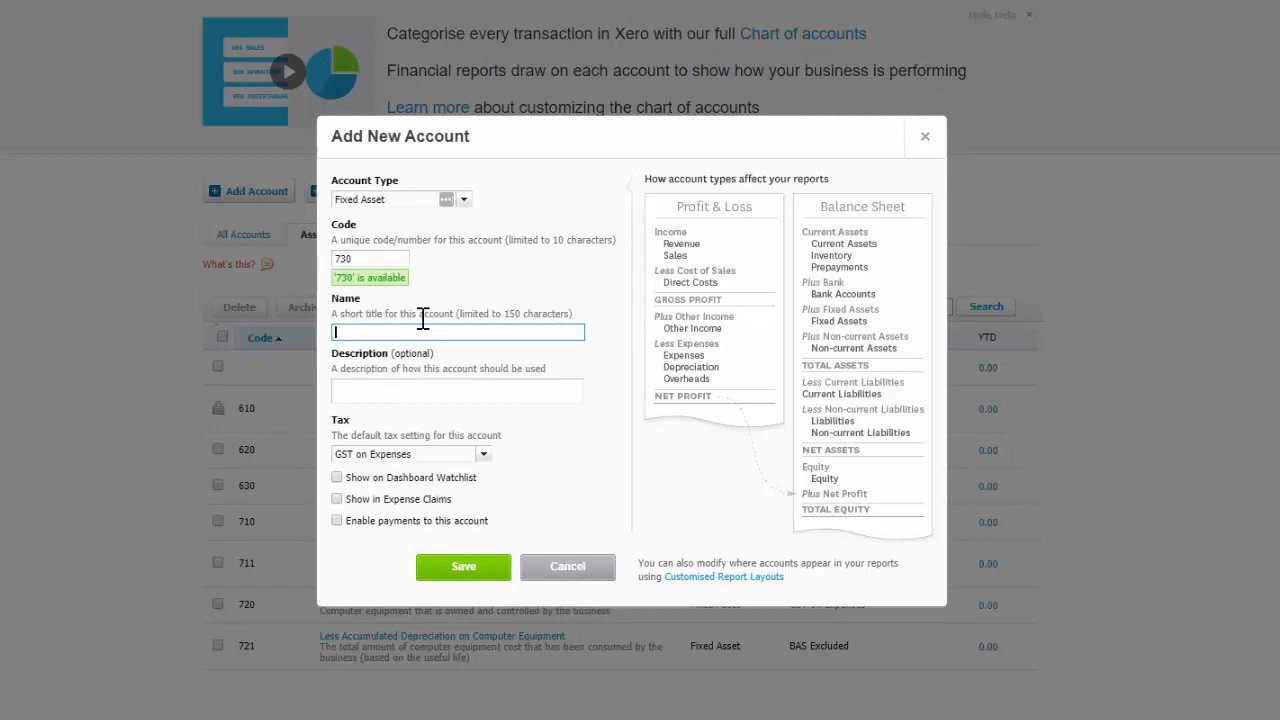 Hello, Help
Categorise every transaction in Xero with our full Chart of accounts
Financial reports draw on each account to show how your business is performing
Learn more about customizing the chart of accounts
Add New Account
Add Account
All Accounts
What's this?
Delete
Search
Code
YTD
0.00
610
0.00
620
0.00
630
0.00
710
0.00
711
0.00
720
Computer equipment that is owned and controlled by the business
0.00
721
Less Accumulated Depreciation on Computer Equipment
The total amount of computer equipment cost that has been consumed by the
business (based on the useful life)
Fixed Asset
BAS Excluded
0.00
Account Type
Fixed Asset
Code
A unique code/number for this account (limited to 10 characters)
730
'730' is available
Name
A short title for this account (limited to 150 characters)
Description (optional)
A description of how this account should be used
Tax
The default tax setting for this account
GST on Expenses
Show on Dashboard Watchlist
Show in Expense Claims
Enable payments to this account
Save
Cancel
How account types affect your reports
Profit & Loss
Income
Revenue
Sales
Less Cost of Sales
Direct Costs
GROSS PROFIT
Plus Other Income
Other Income
Less Expenses
Expenses
Depreciation
Overheads
NET PROFIT
Balance Sheet
Current Assets
Current Assets
Inventory
Prepayments
Plus Bank
Bank Accounts
Plus Fixed Assets
Fixed Assets
Plus Non-current Assets
Non-current Assets
TOTAL ASSETS
Less Current Liabilities
Current Liabilities
Less Non-current Liabilities
Liabilities
Non-current Liabilities
NET ASSETS
Equity
Equity
Plus Net Profit
TOTAL EQUITY
You can also modify where accounts appear in your reports
using Customised Report Layouts